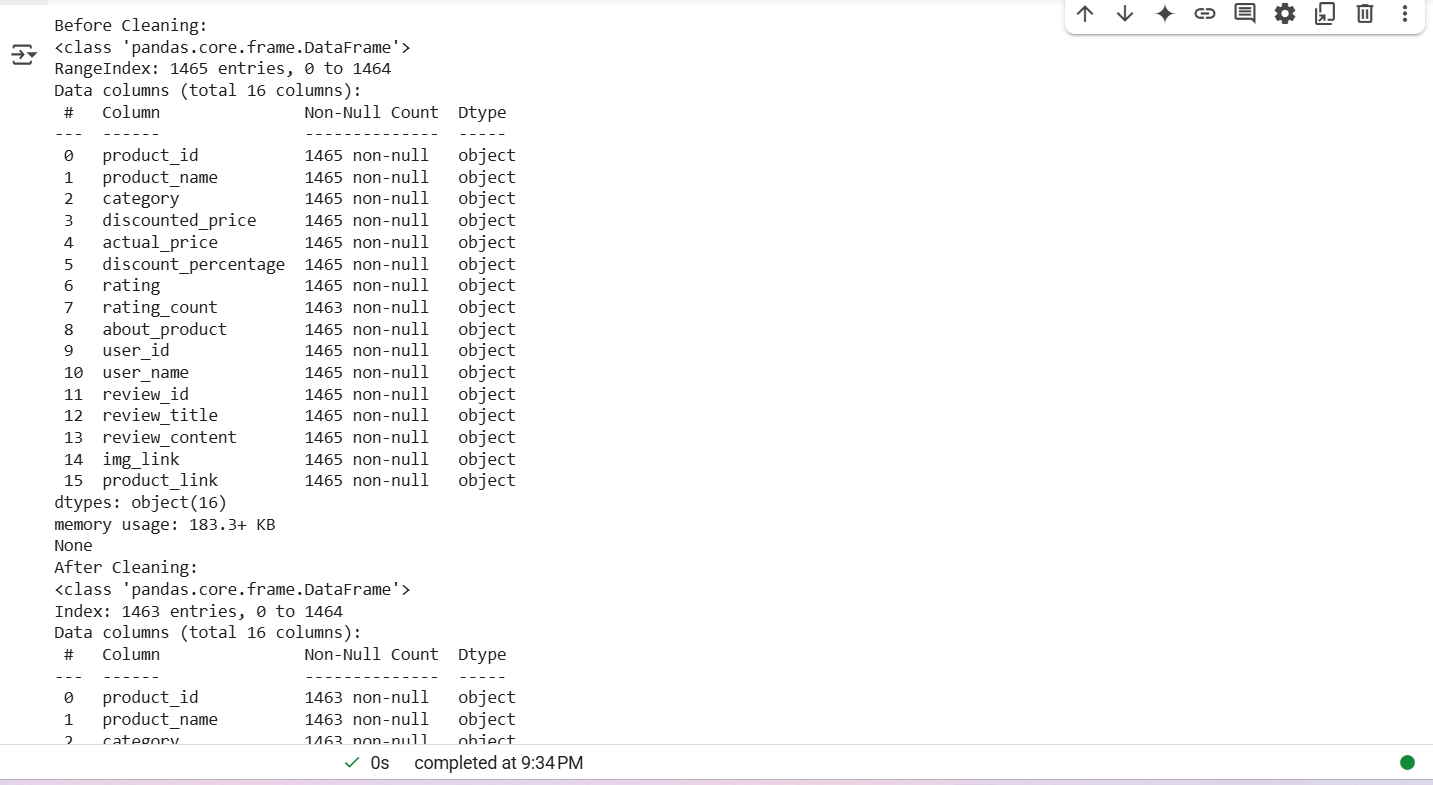 Before Cleaning:
<class 'pandas.core.frame.DataFrame'>
RangeIndex: 1465 entries, 0 to 1464
Data columns (total 16 columns):
 #   Column               Non-Null Count  Dtype
---  ------               --------------  -----
 0   product_id           1465 non-null   object
 1   product_name         1465 non-null   object
 2   category             1465 non-null   object
 3   discounted_price     1465 non-null   object
 4   actual_price         1465 non-null   object
 5   discount_percentage  1465 non-null   object
 6   rating               1465 non-null   object
 7   rating_count         1463 non-null   object
 8   about_product        1465 non-null   object
 9   user_id              1465 non-null   object
 10  user_name            1465 non-null   object
 11  review_id            1465 non-null   object
 12  review_title         1465 non-null   object
 13  review_content       1465 non-null   object
 14  img_link             1465 non-null   object
 15  product_link         1465 non-null   object
dtypes: object(16)
memory usage: 183.3+ KB
None
After Cleaning:
<class 'pandas.core.frame.DataFrame'>
Index: 1463 entries, 0 to 1464
Data columns (total 16 columns):
 #   Column               Non-Null Count  Dtype
---  ------               --------------  -----
 0   product_id           1463 non-null   object
 1   product_name         1463 non-null   object
 2   category             1463 non-null   object
0s completed at 9:34 PM